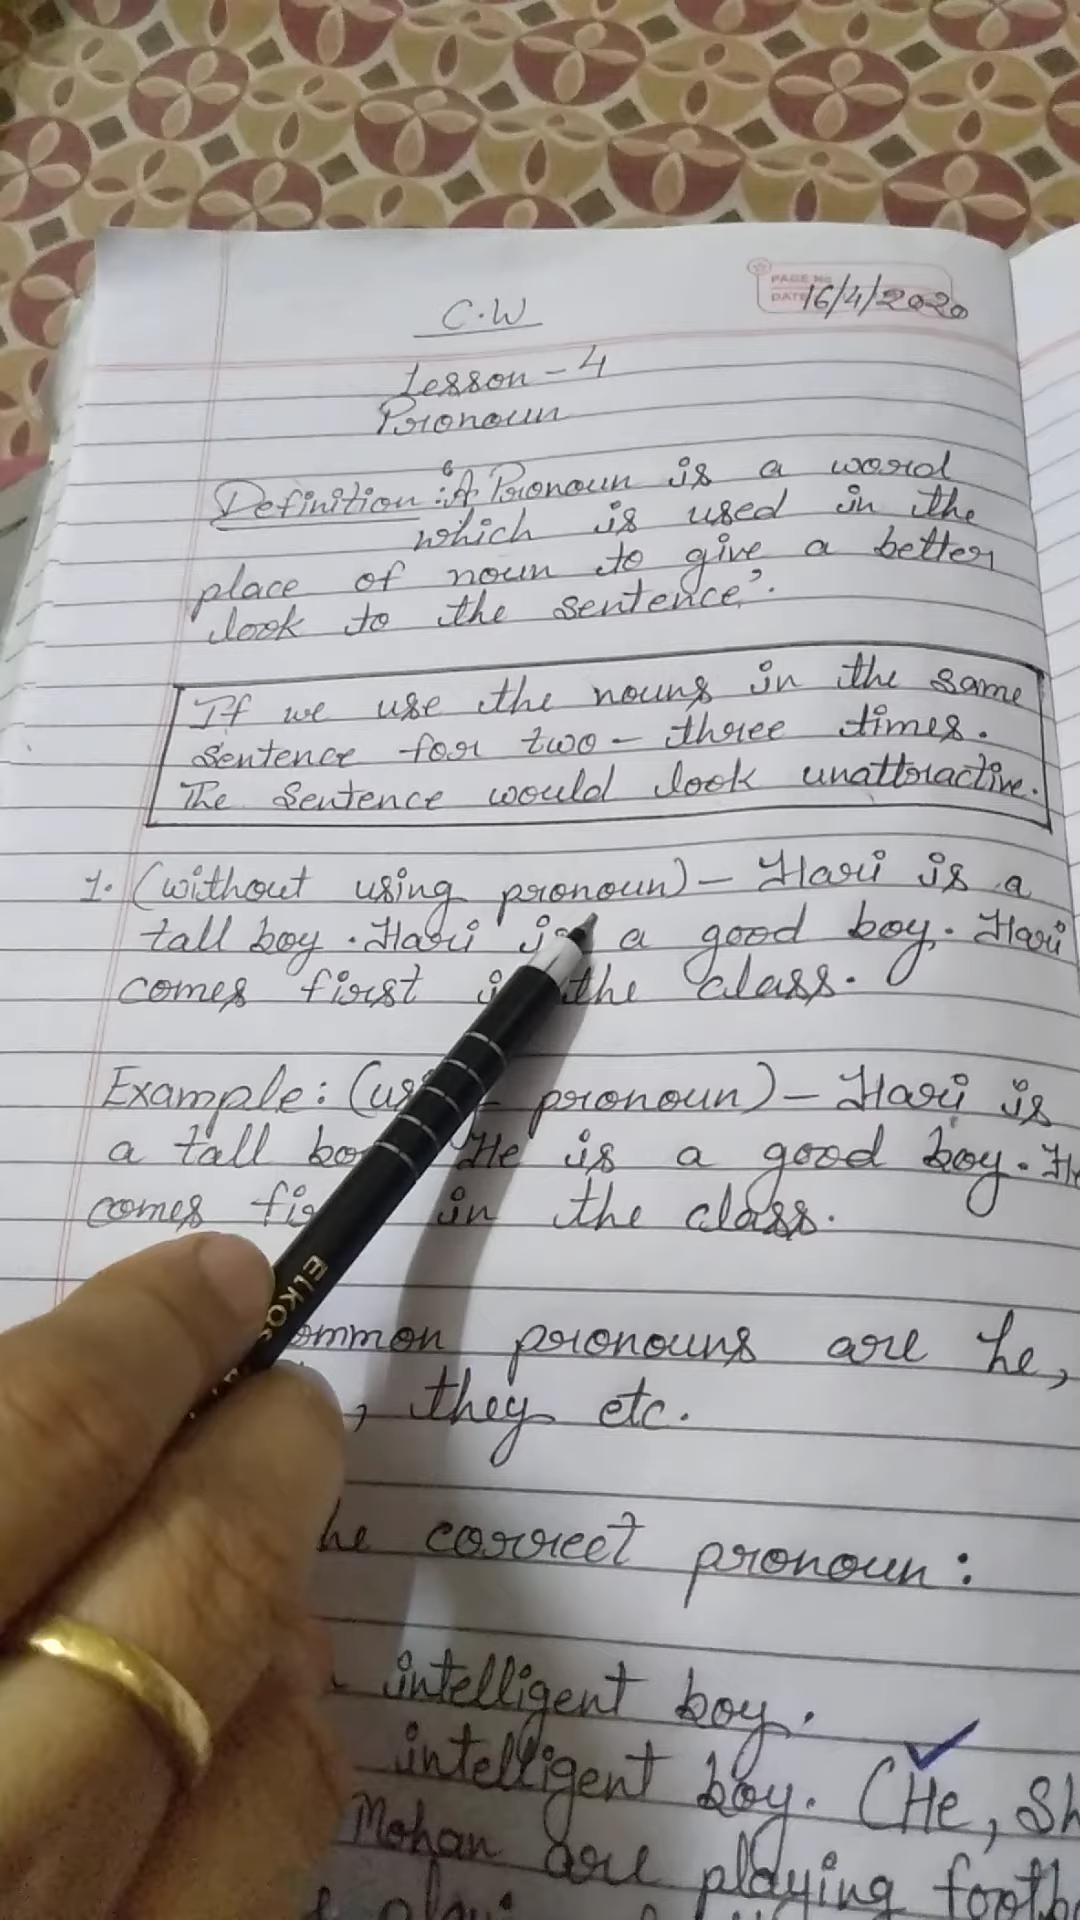 PAGE No
DATE 16/4/2020
C.W
Lesson - 4
Pronoun
Definition : 'A Pronoun is a word
which is used in the
place of noun to give a better
look to the sentence'.
If we use the nouns in the same
sentence for two - three times.
The Sentence would look unattractive.
1. (without using pronoun) - Hari is a
tall boy. Hari is a good boy. Hari
comes first the class.
Example: (pronoun) - Hari is
a tall He is a good boy. He
comes in the class.
pronouns are he,
, they etc.
correct pronoun :
intelligent boy.
intelligent boy. (He,
Mohan are playing
ELKOS